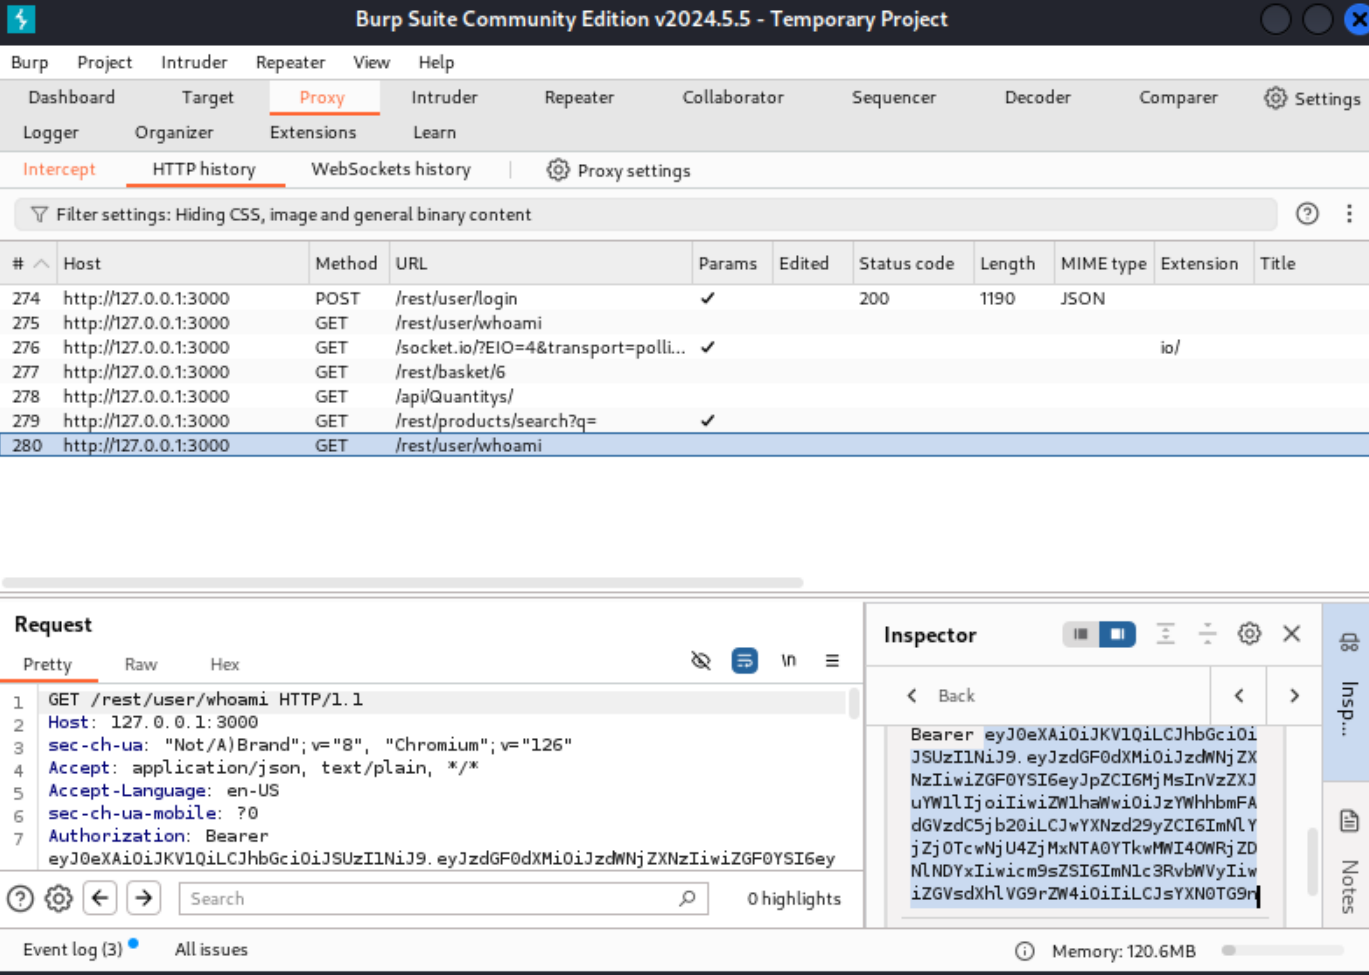 Burp Suite Community Edition v2024.5.5 - Temporary Project
Burp Project Intruder Repeater View Help
Dashboard Target Proxy Intruder Repeater Collaborator Sequencer Decoder Comparer Settings
Logger Organizer Extensions Learn
Intercept HTTP history WebSockets history Proxy settings
Filter settings: Hiding CSS, image and general binary content
# Host Method URL Params Edited Status code Length MIME type Extension Title
274 http://127.0.0.1:3000 POST /rest/user/login ✓ 200 1190 JSON
275 http://127.0.0.1:3000 GET /rest/user/whoami
276 http://127.0.0.1:3000 GET /socket.io/?EIO=4&transport=polli... ✓ io/
277 http://127.0.0.1:3000 GET /rest/basket/6
278 http://127.0.0.1:3000 GET /api/Quantitys/
279 http://127.0.0.1:3000 GET /rest/products/search?q= ✓
280 http://127.0.0.1:3000 GET /rest/user/whoami
Request
Pretty Raw Hex \n
1 GET /rest/user/whoami HTTP/1.1
2 Host: 127.0.0.1:3000
3 sec-ch-ua: "Not/A)Brand";v="8", "Chromium";v="126"
4 Accept: application/json, text/plain, */*
5 Accept-Language: en-US
6 sec-ch-ua-mobile: ?0
7 Authorization: Bearer
eyJ0eXAiOiJKV1QiLCJhbGciOiJSUzI1NiJ9.eyJzdGF0dXMiOiJzdWNjZXNzIiwiZGF0YSI6ey
Search 0 highlights
Inspector
Back
Bearer eyJ0eXAiOiJKV1QiLCJhbGciOi
JSUzI1NiJ9.eyJzdGF0dXMiOiJzdWNjZX
NzIiwiZGF0YSI6eyJpZCI6MjMsInVzZXJ
uYW1lIjoiIiwiZW1haWwiOiJzYWhhbmFA
dGVzdC5jb20iLCJwYXNzd29yZCI6ImNlY
jZjOTcwNjU4ZjMxNTA0YTkwMWI4OWRjZD
NlNDYxIiwicm9sZSI6ImN1c3RvbWVyIiw
iZGVsdXhlVG9rZW4iOiIiLCJsYXN0TG9n
Insp...
Notes
Event log (3) All issues Memory: 120.6MB